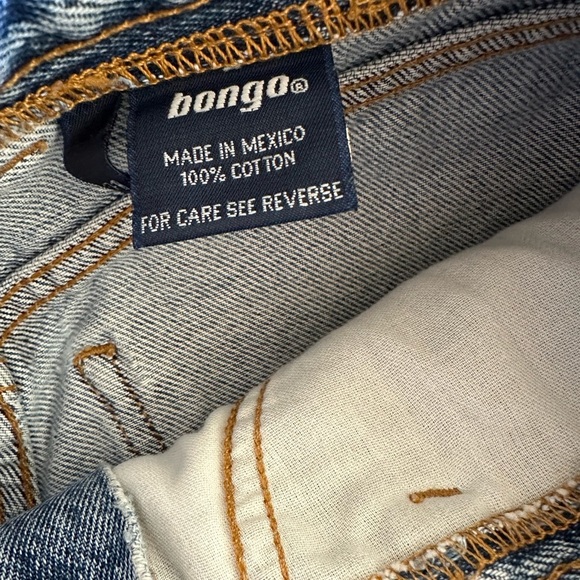 bongo®
MADE IN MEXICO
100% COTTON
FOR CARE SEE REVERSE